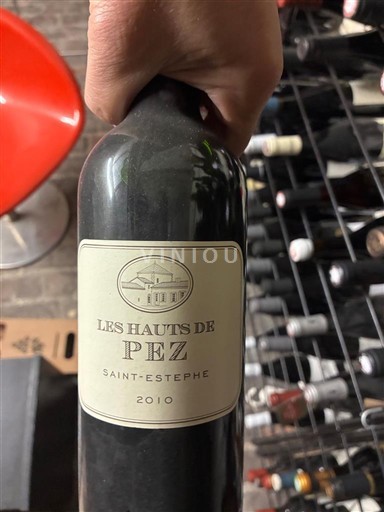 VINIOU
LES HAUTS DE
PEZ
SAINT-ESTEPHE
2010